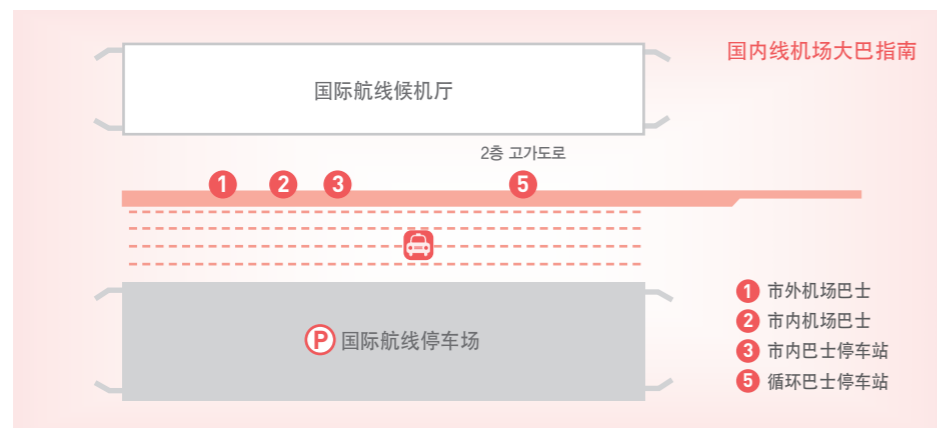 国内线机场大巴指南
国际航线候机厅
2층 고가도로
1 2 3 5
P 国际航线停车场
1 市外机场巴士
2 市内机场巴士
3 市内巴士停车站
5 循环巴士停车站